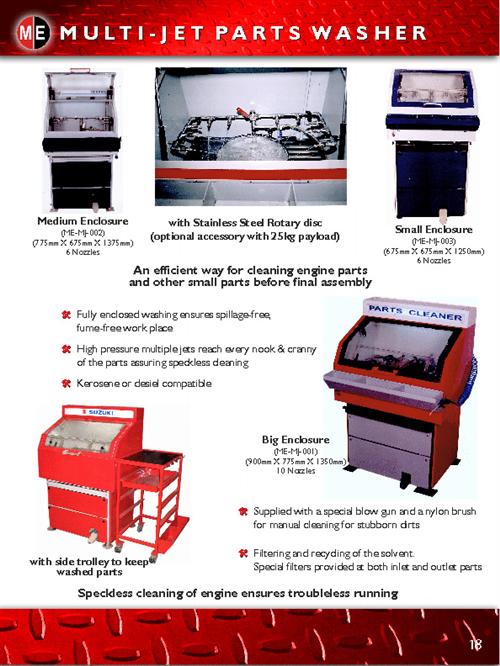 ME MULTI-JET PARTS WASHER
Medium Enclosure
(ME-MJ-002)
(775mm X 675mm X 1375mm)
6 Nozzles
with Stainless Steel Rotary disc
(optional accessory with 25kg payload)
Small Enclosure
(ME-MJ-003)
(675mm X 675mm X 1250mm)
6 Nozzles
An efficient way for cleaning engine parts
and other small parts before final assembly
Fully enclosed washing ensures spillage-free,
fume-free work place
High pressure multiple jets reach every nook & cranny
of the parts assuring speckless cleaning
Kerosene or desiel compatible
PARTS CLEANER
SUZUKI
Big Enclosure
(ME-MJ-001)
(900mm X 775mm X 1350mm)
10 Nozzles
with side trolley to keep
washed parts
Supplied with a special blow gun and a nylon brush
for manual cleaning for stubborn dirts
Filtering and recycling of the solvent.
Special filters provided at both inlet and outlet parts
Speckless cleaning of engine ensures troubleless running
18